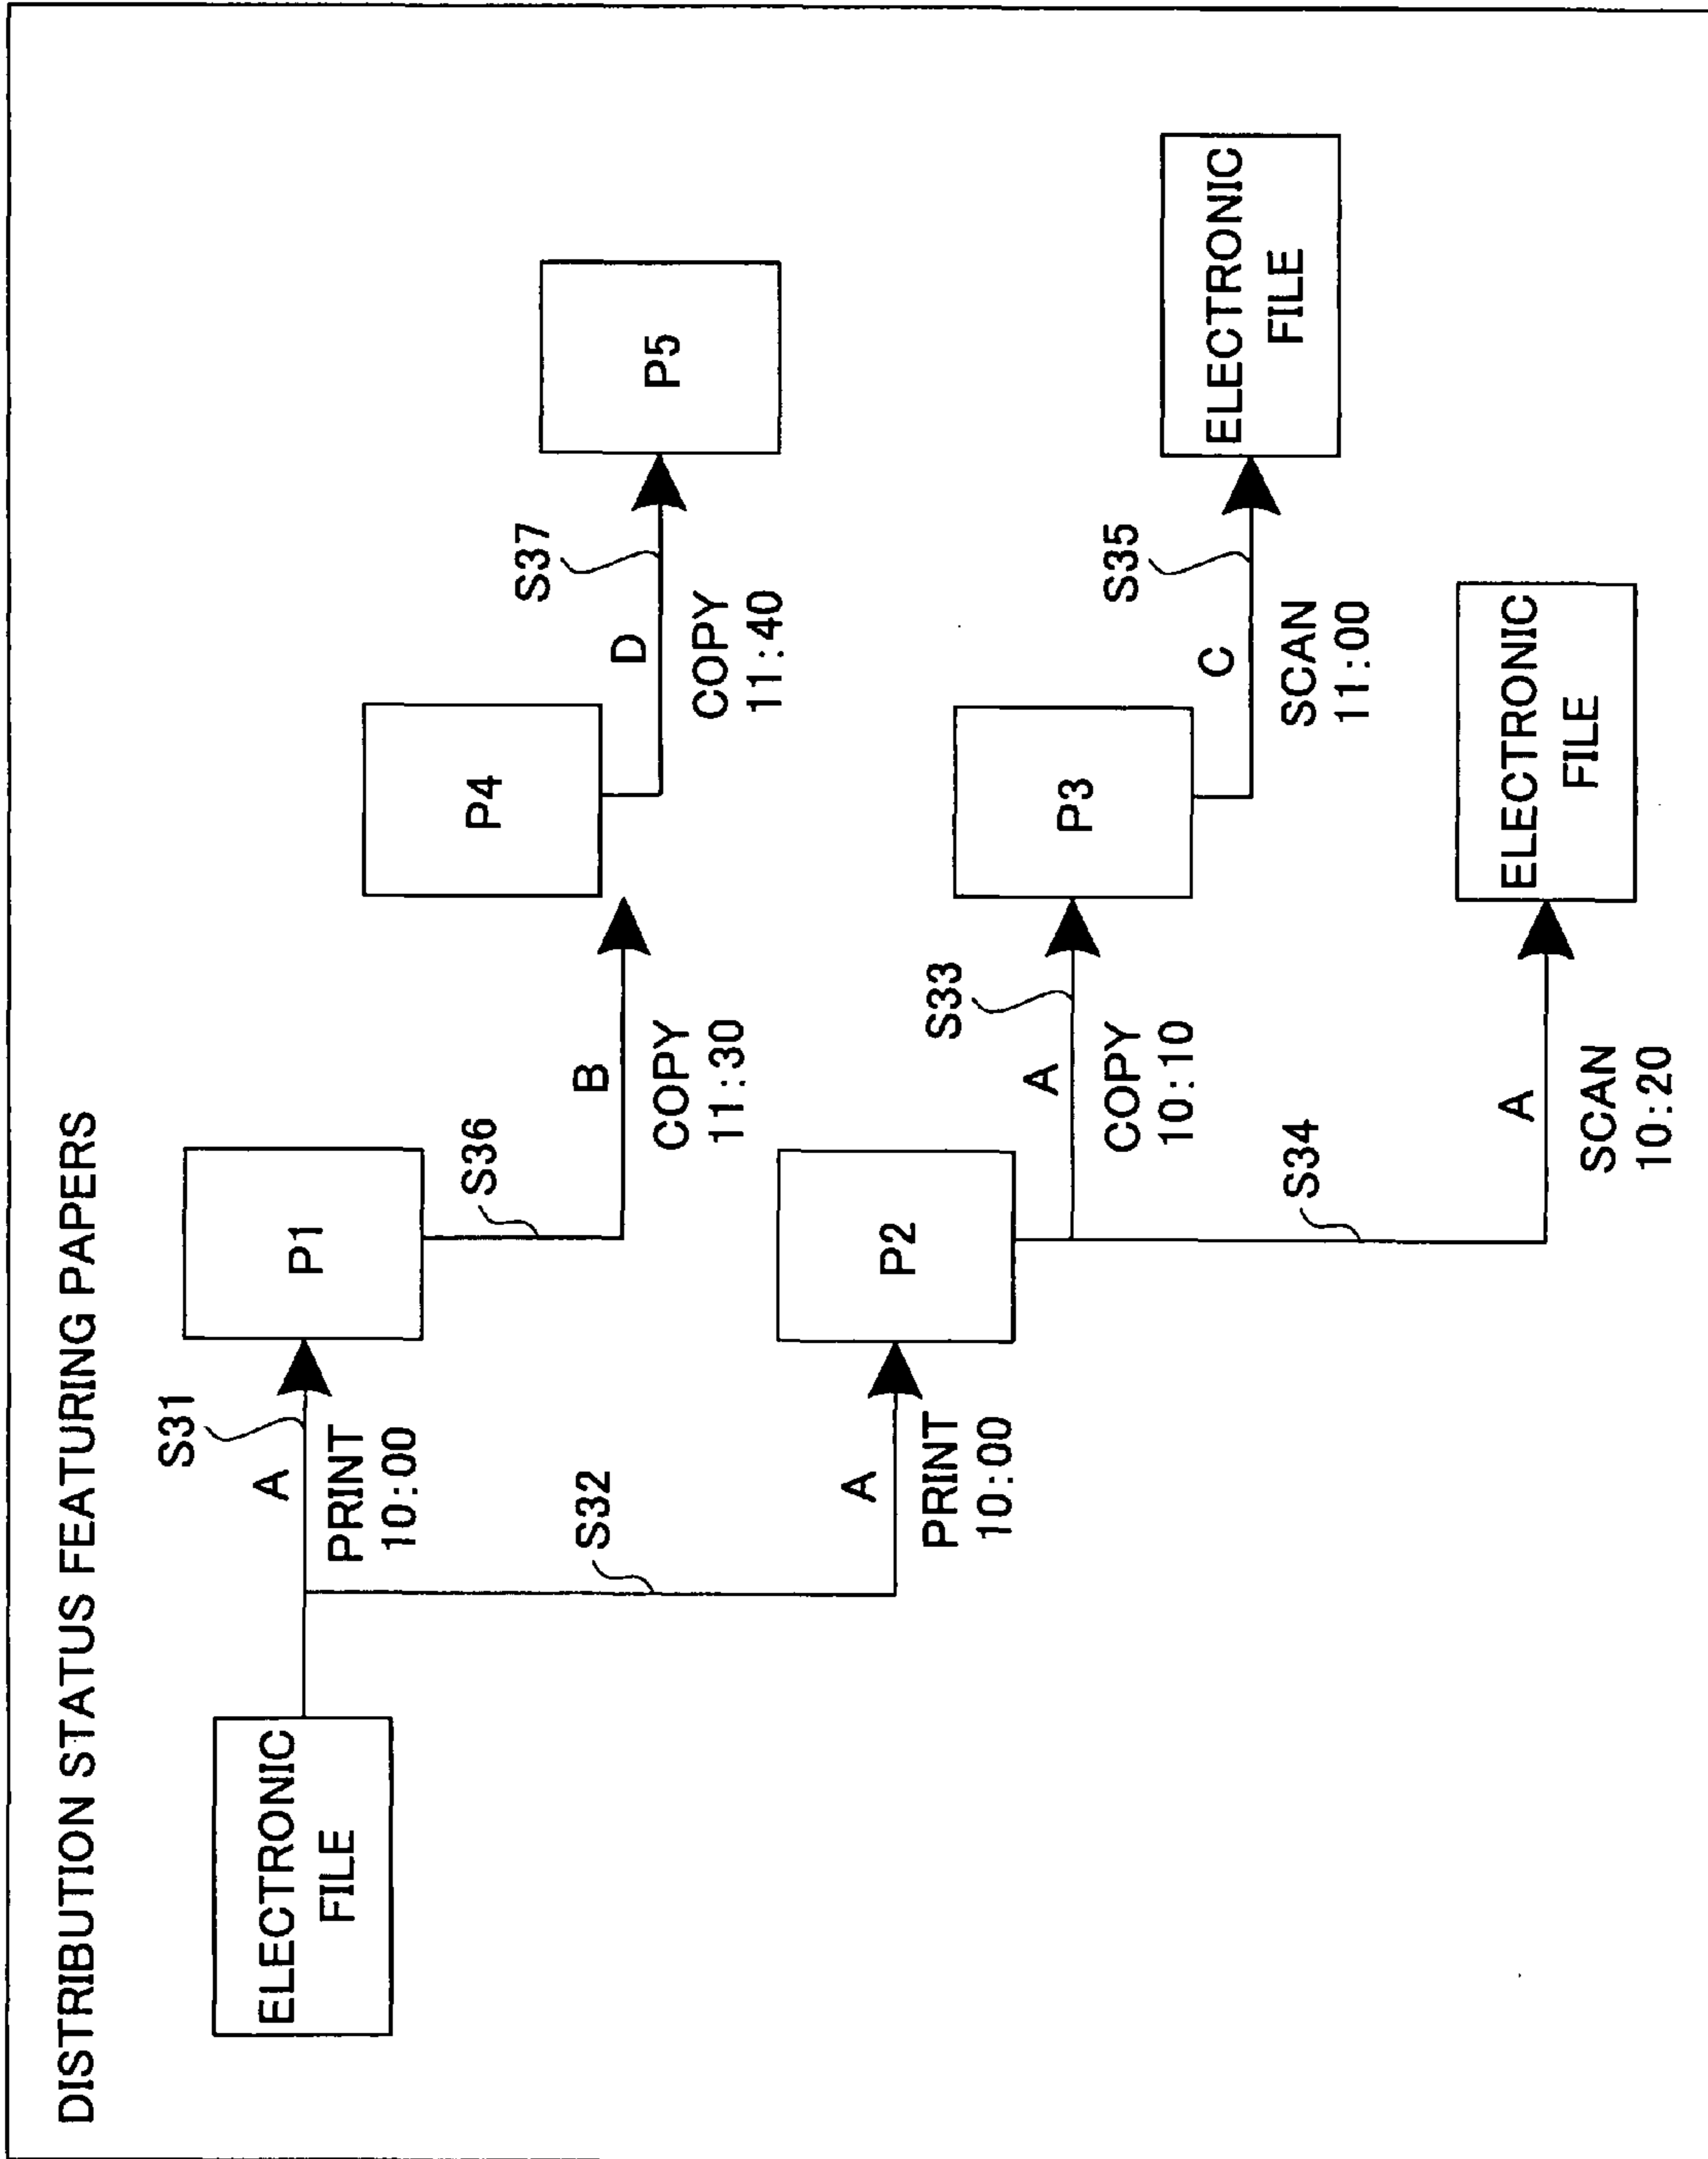 DISTRIBUTION STATUS FEATURING PAPERS
ELECTRONIC
FILE
S31
A
PRINT
10:00
P1
S32
A
PRINT
10:00
P2
S36
B
COPY
11:30
P4
S37
D
COPY
11:40
P5
S33
A
COPY
10:10
P3
S35
C
SCAN
11:00
ELECTRONIC
FILE
S34
A
SCAN
10:20
ELECTRONIC
FILE